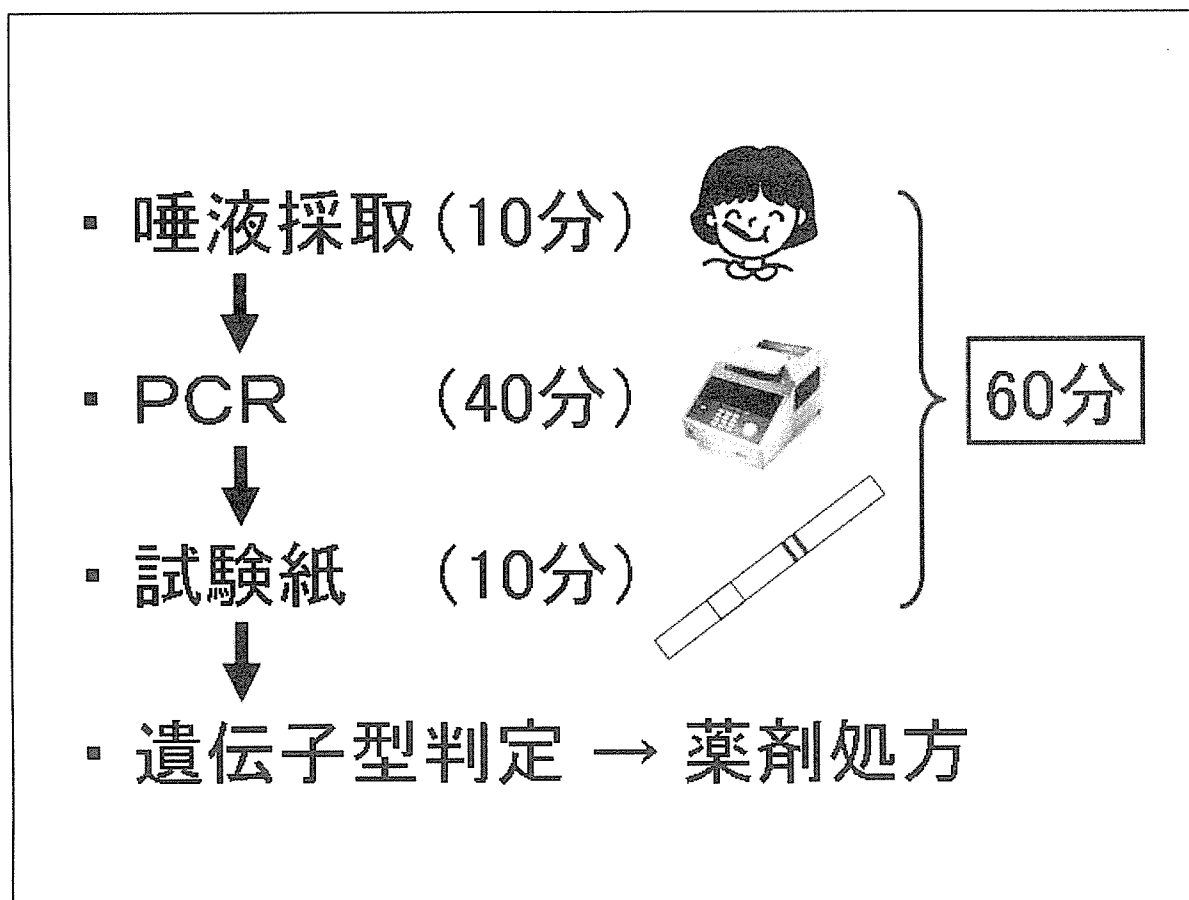 ▪ 唾液採取(10分)
▪ PCR (40分)
60分
▪ 試験紙 (10分)
▪ 遺伝子型判定 → 薬剤処方